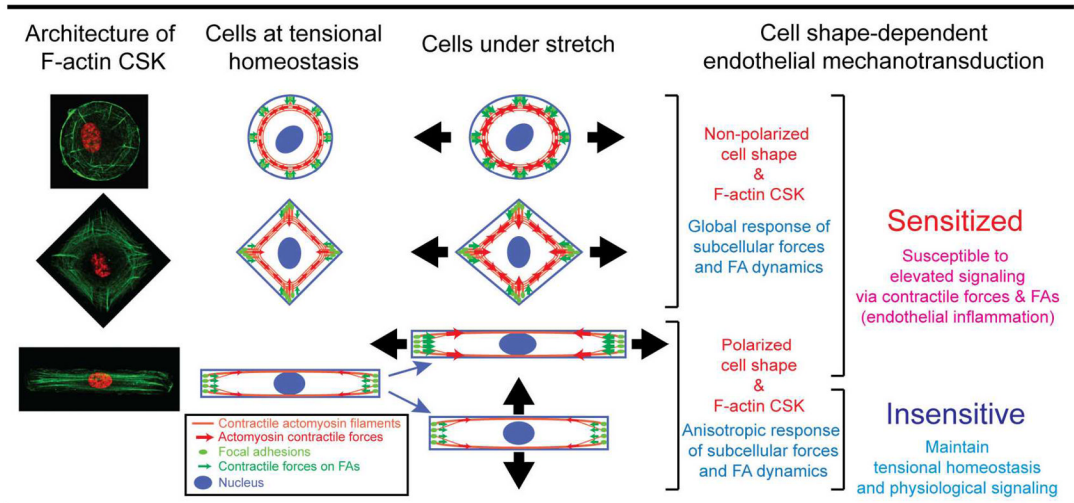 Architecture of
F-actin CSK
Cells at tensional
homeostasis
Cells under stretch
Cell shape-dependent
endothelial mechanotransduction
Non-polarized
cell shape
&
F-actin CSK
Global response of
subcellular forces
and FA dynamics
Sensitized
Susceptible to
elevated signaling
via contractile forces & FAs
(endothelial inflammation)
Polarized
cell shape
&
F-actin CSK
Anisotropic response
of subcellular forces
and FA dynamics
Insensitive
Maintain
tensional homeostasis
and physiological signaling
Contractile actomyosin filaments
Actomyosin contractile forces
Focal adhesions
Contractile forces on FAs
Nucleus